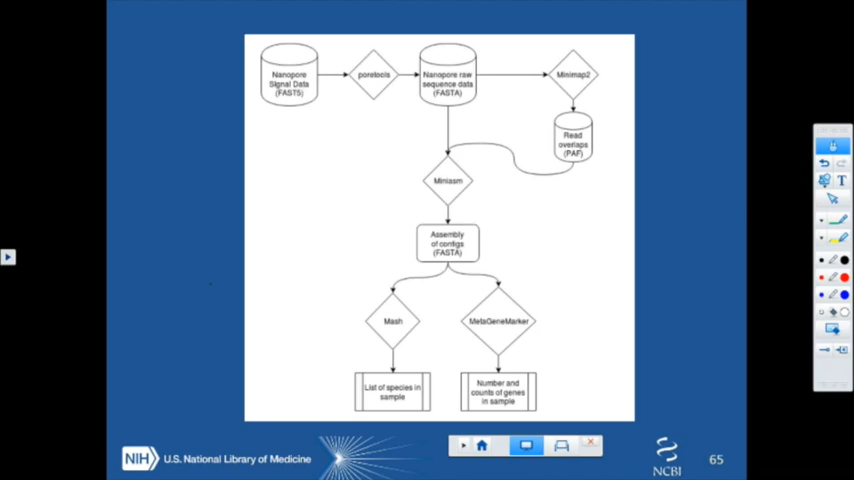 Nanopore
Signal Data
(FAST5)
poretools
Nanopore raw
sequence data
(FASTA)
Minimap2
Read
overlaps
(PAF)
Miniasm
Assembly
of contigs
(FASTA)
Mash
MetaGeneMarker
List of species in
sample
Number and
counts of genes
in sample
T
NIH
U.S. National Library of Medicine
NCBI
65